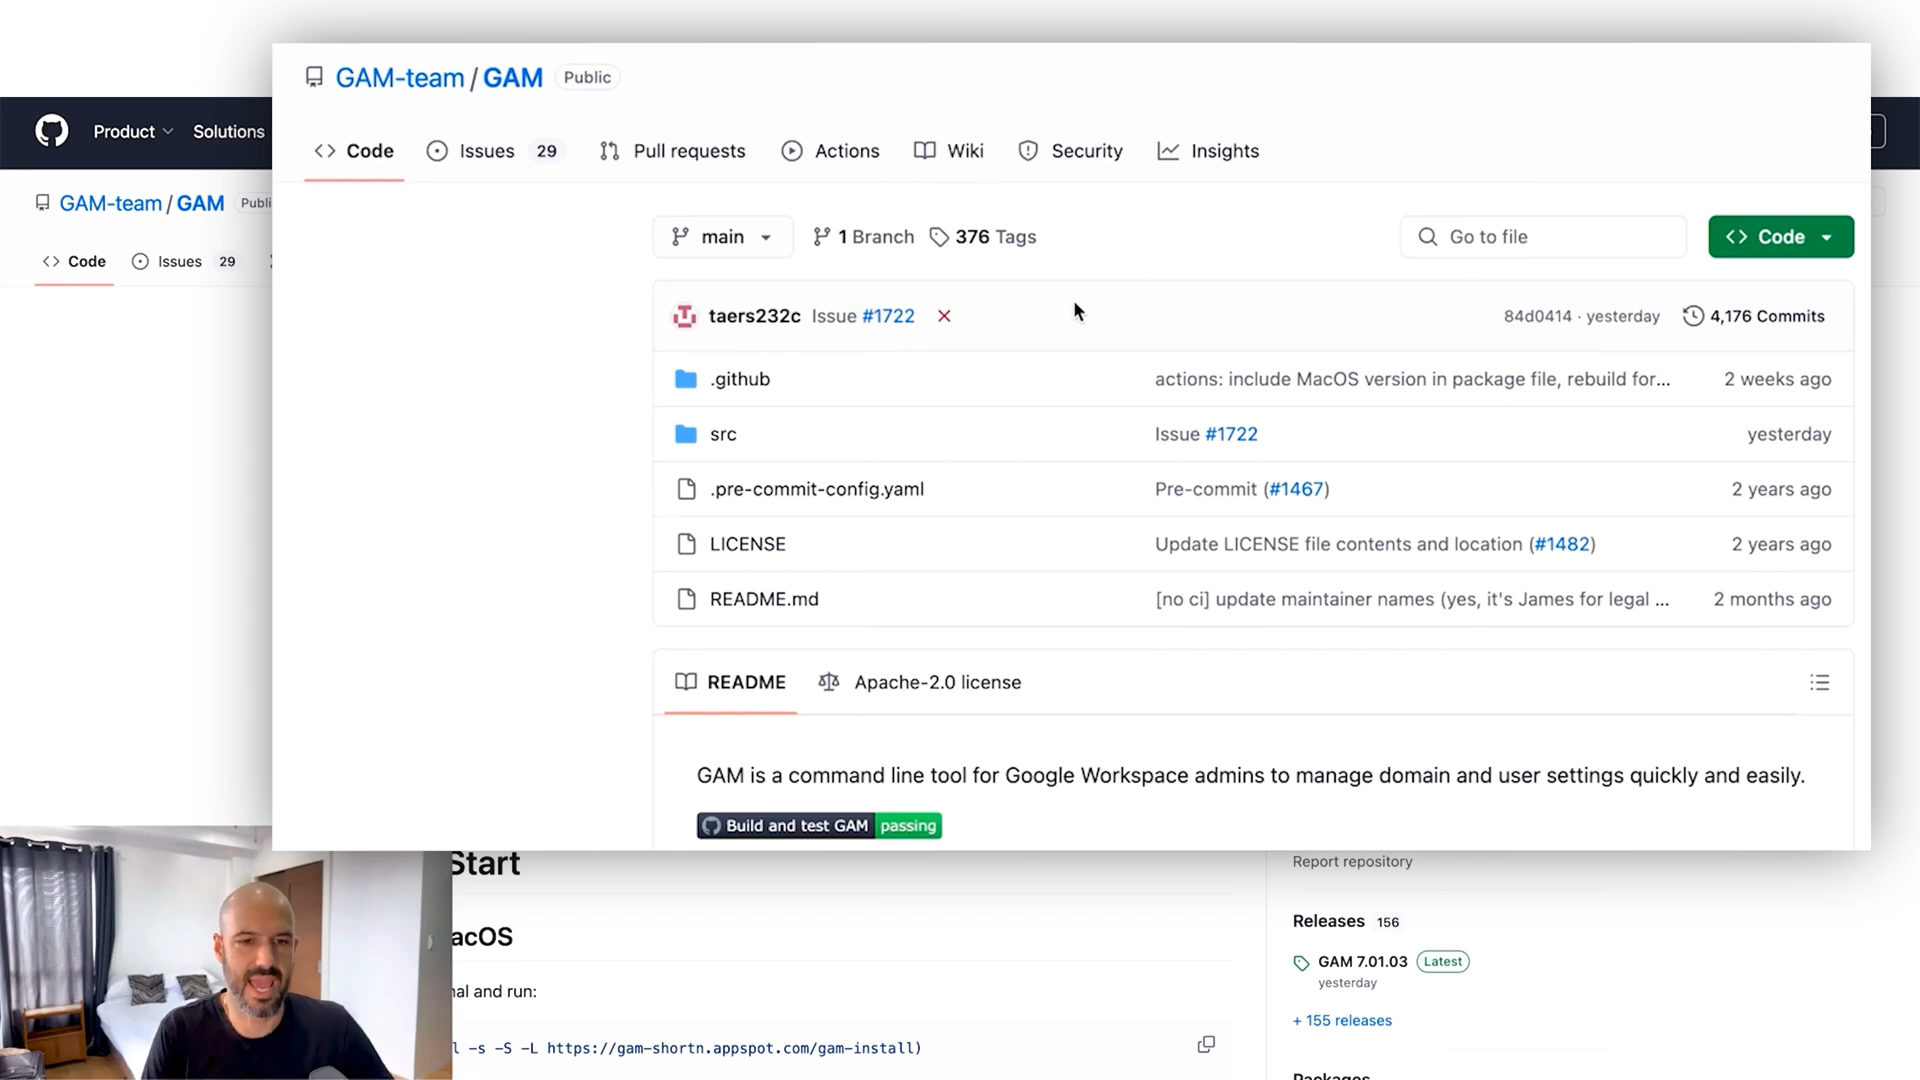 GAM-team / GAM Public
Code Issues 29 Pull requests Actions Wiki Security Insights
Product Solutions
GAM-team / GAM
Code Issues 29
main 1 Branch 376 Tags Go to file Code
taers232c Issue #1722 84d0414 · yesterday 4,176 Commits
.github actions: include MacOS version in package file, rebuild for... 2 weeks ago
src Issue #1722 yesterday
.pre-commit-config.yaml Pre-commit (#1467) 2 years ago
LICENSE Update LICENSE file contents and location (#1482) 2 years ago
README.md [no ci] update maintainer names (yes, it's James for legal ... 2 months ago
README Apache-2.0 license
GAM is a command line tool for Google Workspace admins to manage domain and user settings quickly and easily.
Build and test GAM passing
Start
acOS
nal and run:
l -s -S -L https://gam-shortn.appspot.com/gam-install)
Report repository
Releases 156
GAM 7.01.03 Latest
yesterday
+ 155 releases